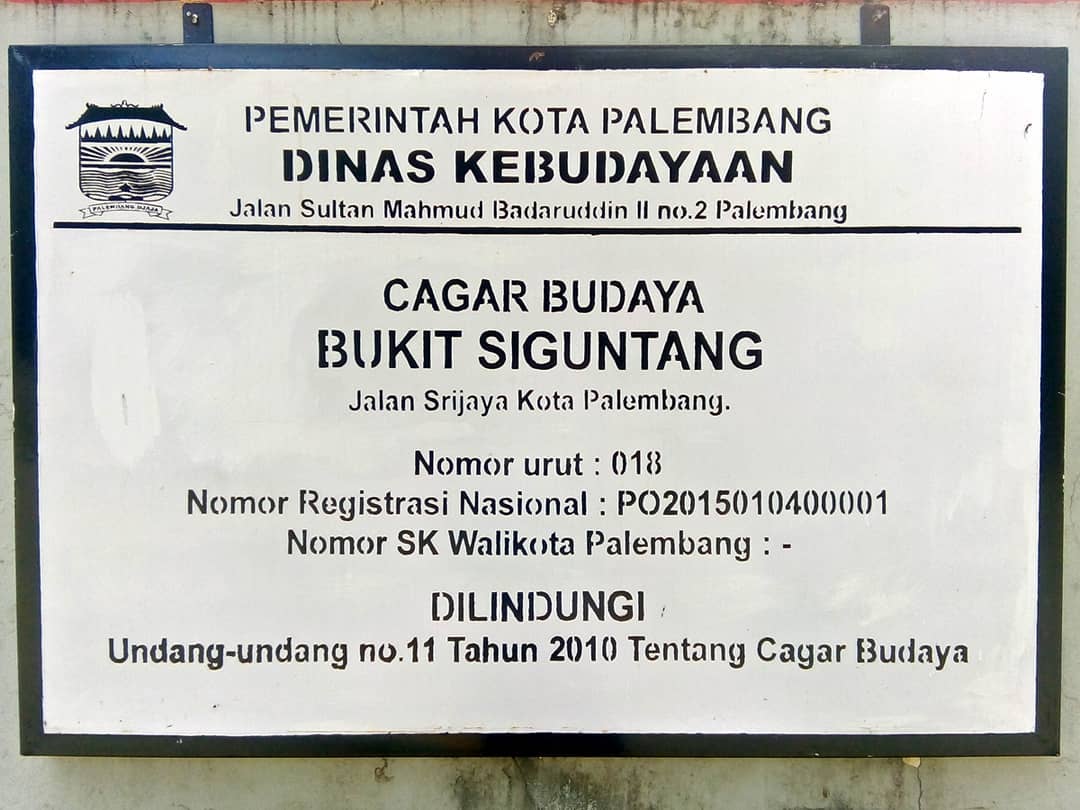 PEMERINTAH KOTA PALEMBANG
DINAS KEBUDAYAAN
Jalan Sultan Mahmud Badaruddin II no.2 Palembang
PALEMBANG DJAJA
CAGAR BUDAYA
BUKIT SIGUNTANG
Jalan Srijaya Kota Palembang.
Nomor urut : 018
Nomor Registrasi Nasional : PO2015010400001
Nomor SK Walikota Palembang : -
DILINDUNGI
Undang-undang no.11 Tahun 2010 Tentang Cagar Budaya